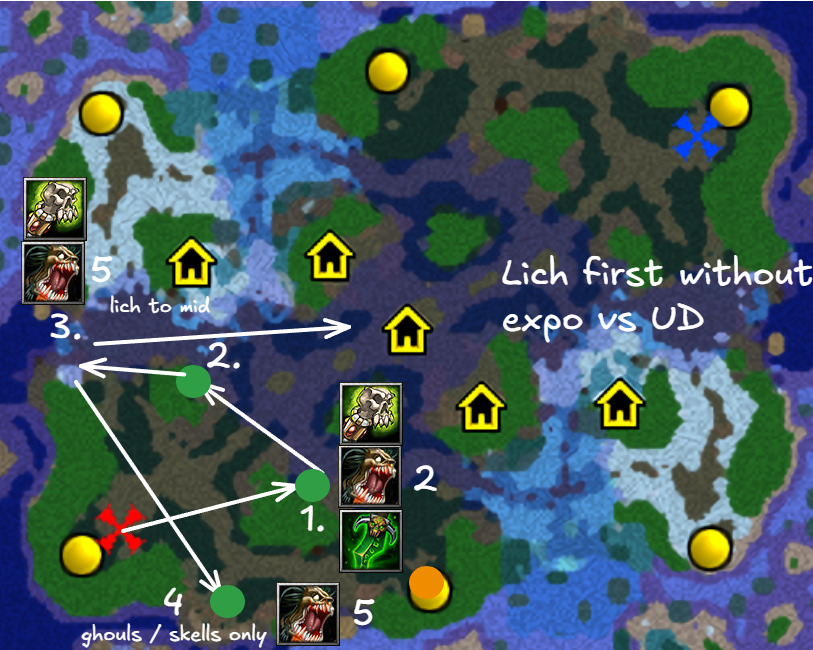 5
Lich first without
expo vs UD
lich to mid
3.
2.
2
1.
4
5
ghouls / skells only